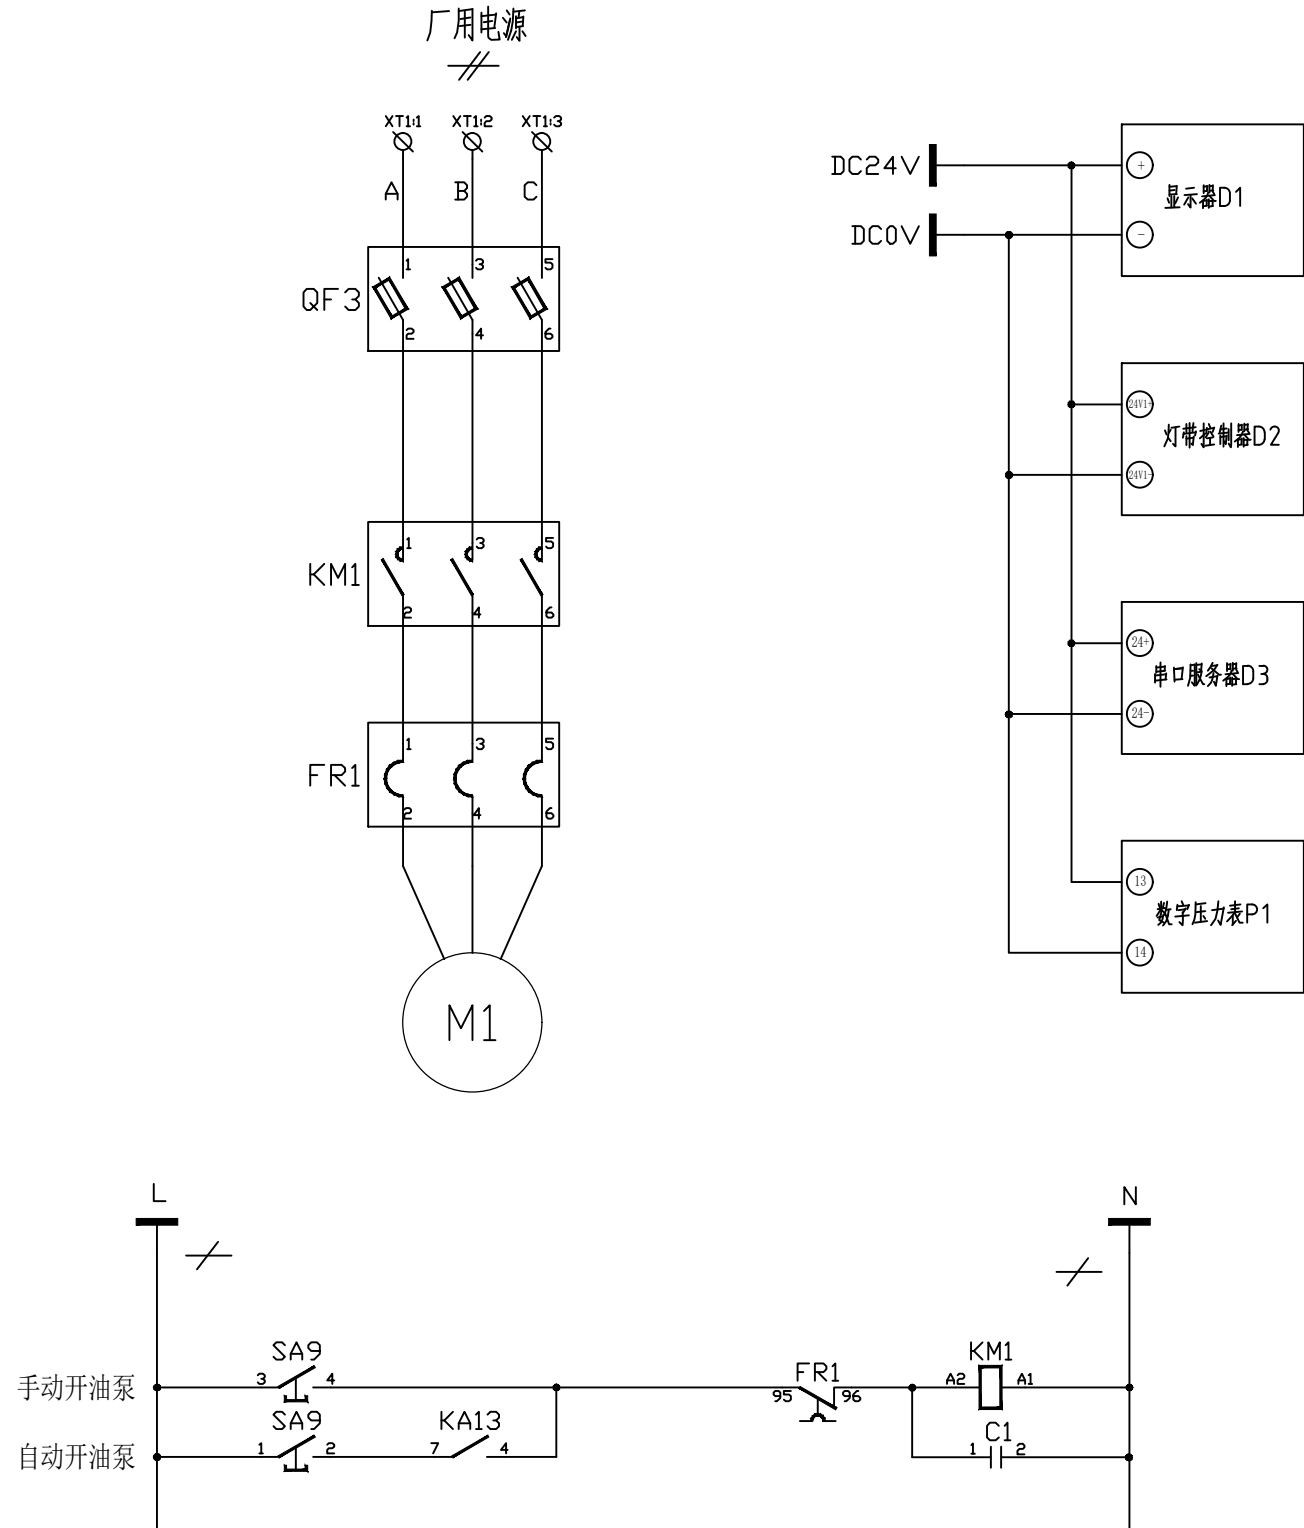 厂用电源
XT1:1 XT1:2 XT1:3
A B C
QF3
1 3 5
2 4 6
KM1
1 3 5
2 4 6
FR1
1 3 5
2 4 6
M1
DC24V
DC0V
+
显示器D1
-
24V1+
灯带控制器D2
24V1-
24+
串口服务器D3
24-
13
数字压力表P1
14
L N
SA9 FR1 KM1
手动开油泵 3 4 95 96 A2 A1
SA9 KA13 C1
自动开油泵 1 2 7 4 1 2